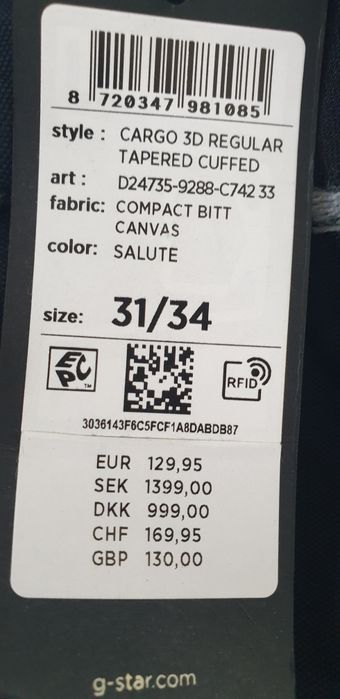 8 720347 981085
style : CARGO 3D REGULAR
TAPERED CUFFED
art : D24735-9288-C742 33
fabric: COMPACT BITT
CANVAS
color: SALUTE
size: 31/34
EPC™
RFID
3036143F6C5FCF1A8DABDB87
EUR 129,95
SEK 1399,00
DKK 999,00
CHF 169,95
GBP 130,00
g-star.com